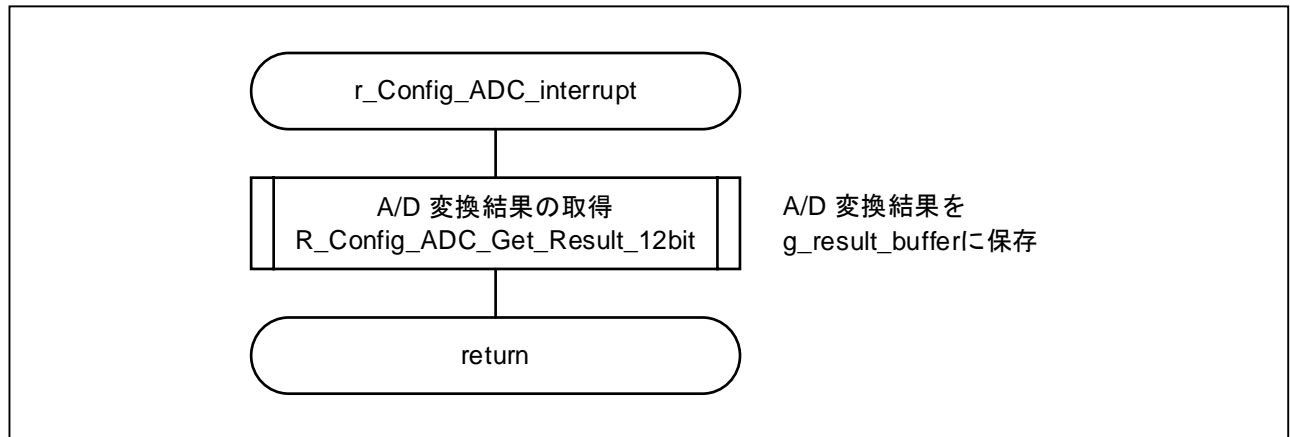 r_Config_ADC_interrupt
A/D 変換結果の取得
R_Config_ADC_Get_Result_12bit
A/D 変換結果を
g_result_bufferに保存
return